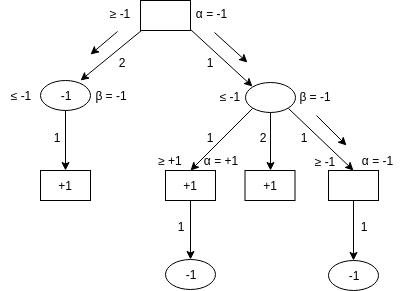 ≥ -1 α = -1
2 1
≤ -1 -1 β = -1 ≤ -1 β = -1
1 1 2 1
≥ +1 α = +1 ≥ -1 α = -1
+1 +1 +1
1 1
-1 -1